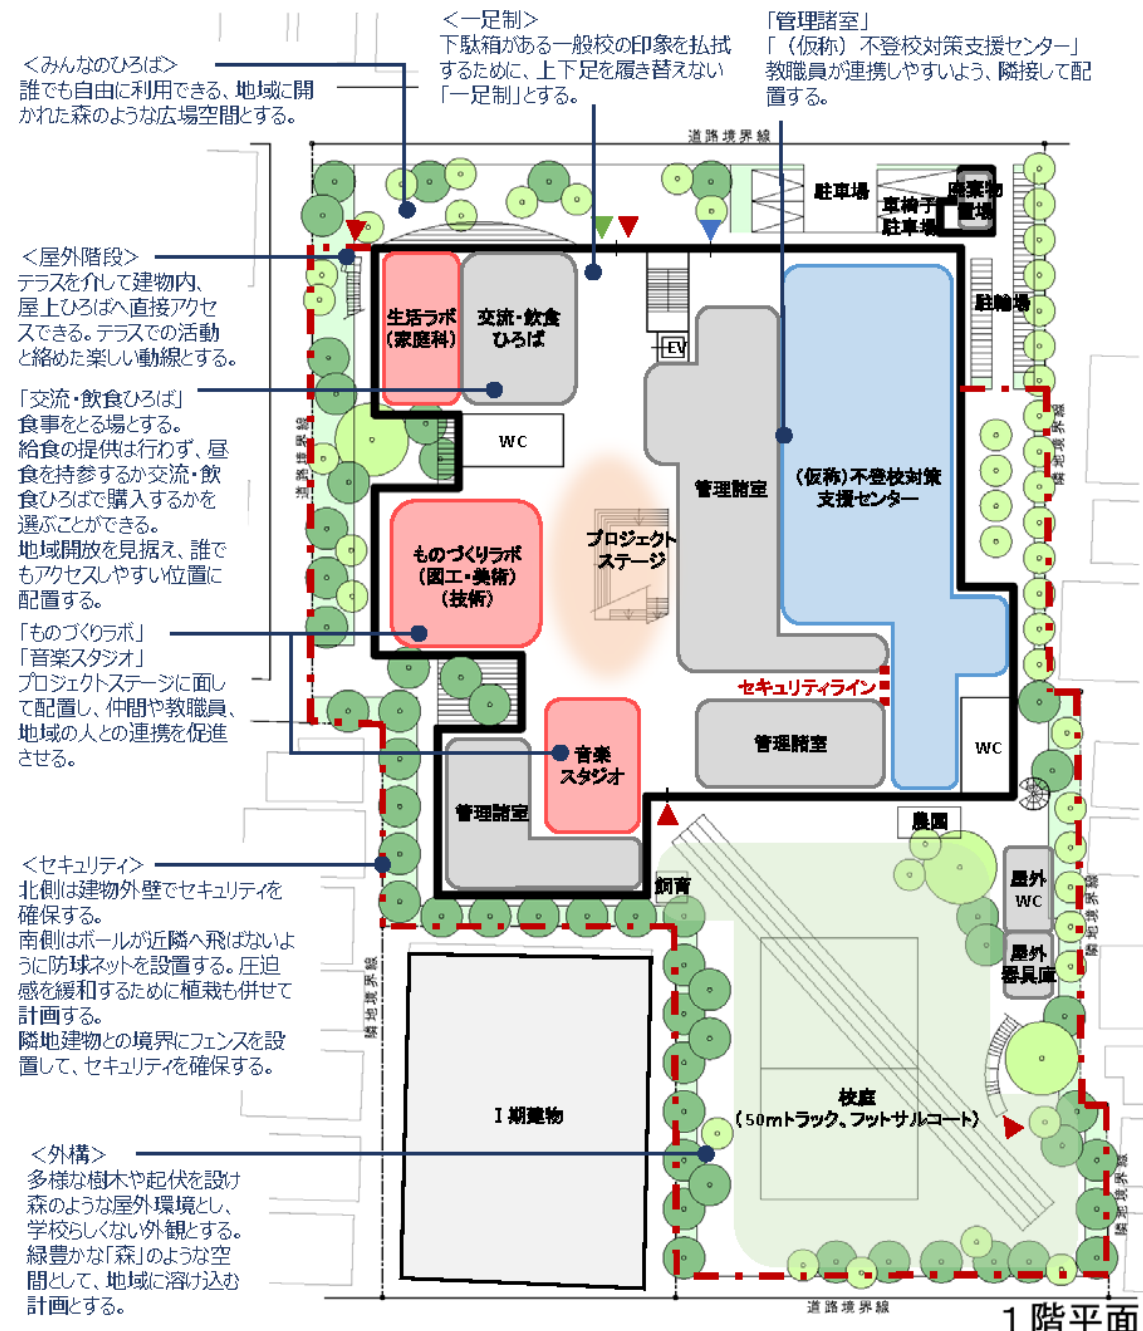 ＜一足制＞
下駄箱がある一般校の印象を払拭
するために、上下足を履き替えない
「一足制」とする。
「管理諸室」
「（仮称）不登校対策支援センター」
教職員が連携しやすいよう、隣接して配
置する。
＜みんなのひろば＞
誰でも自由に利用できる、地域に開
かれた森のような広場空間とする。
＜屋外階段＞
テラスを介して建物内、
屋上ひろばへ直接アクセ
スできる。テラスでの活動
と絡めた楽しい動線とする。
「交流・飲食ひろば」
食事をとる場とする。
給食の提供は行わず、昼
食を持参するか交流・飲
食ひろばで購入するかを
選ぶことができる。
地域開放を見据え、誰で
もアクセスしやすい位置に
配置する。
「ものづくりラボ」
「音楽スタジオ」
プロジェクトステージに面し
て配置し、仲間や教職員、
地域の人との連携を促進
させる。
＜セキュリティ＞
北側は建物外壁でセキュリティを
確保する。
南側はボールが近隣へ飛ばないよ
うに防球ネットを設置する。圧迫
感を緩和するために植栽も併せて
計画する。
隣地建物との境界にフェンスを設
置して、セキュリティを確保する。
＜外構＞
多様な樹木や起伏を設け
森のような屋外環境とし、
学校らしくない外観とする。
緑豊かな「森」のような空
間として、地域に溶け込む
計画とする。
道路境界線
駐車場
車椅子
駐車場
廃棄物
置場
駐輪場
生活ラボ
（家庭科）
交流・飲食
ひろば
EV
WC
管理諸室
（仮称）不登校対策
支援センター
道路境界線
隣地境界線
プロジェクト
ステージ
ものづくりラボ
（図工・美術）
（技術）
セキュリティライン
管理諸室
WC
音楽
スタジオ
管理諸室
農園
飼育
屋外
WC
屋外
器具庫
隣地境界線
隣地境界線
Ⅰ期建物
校庭
（50mトラック、フットサルコート）
隣地境界線
道路境界線
1階平面